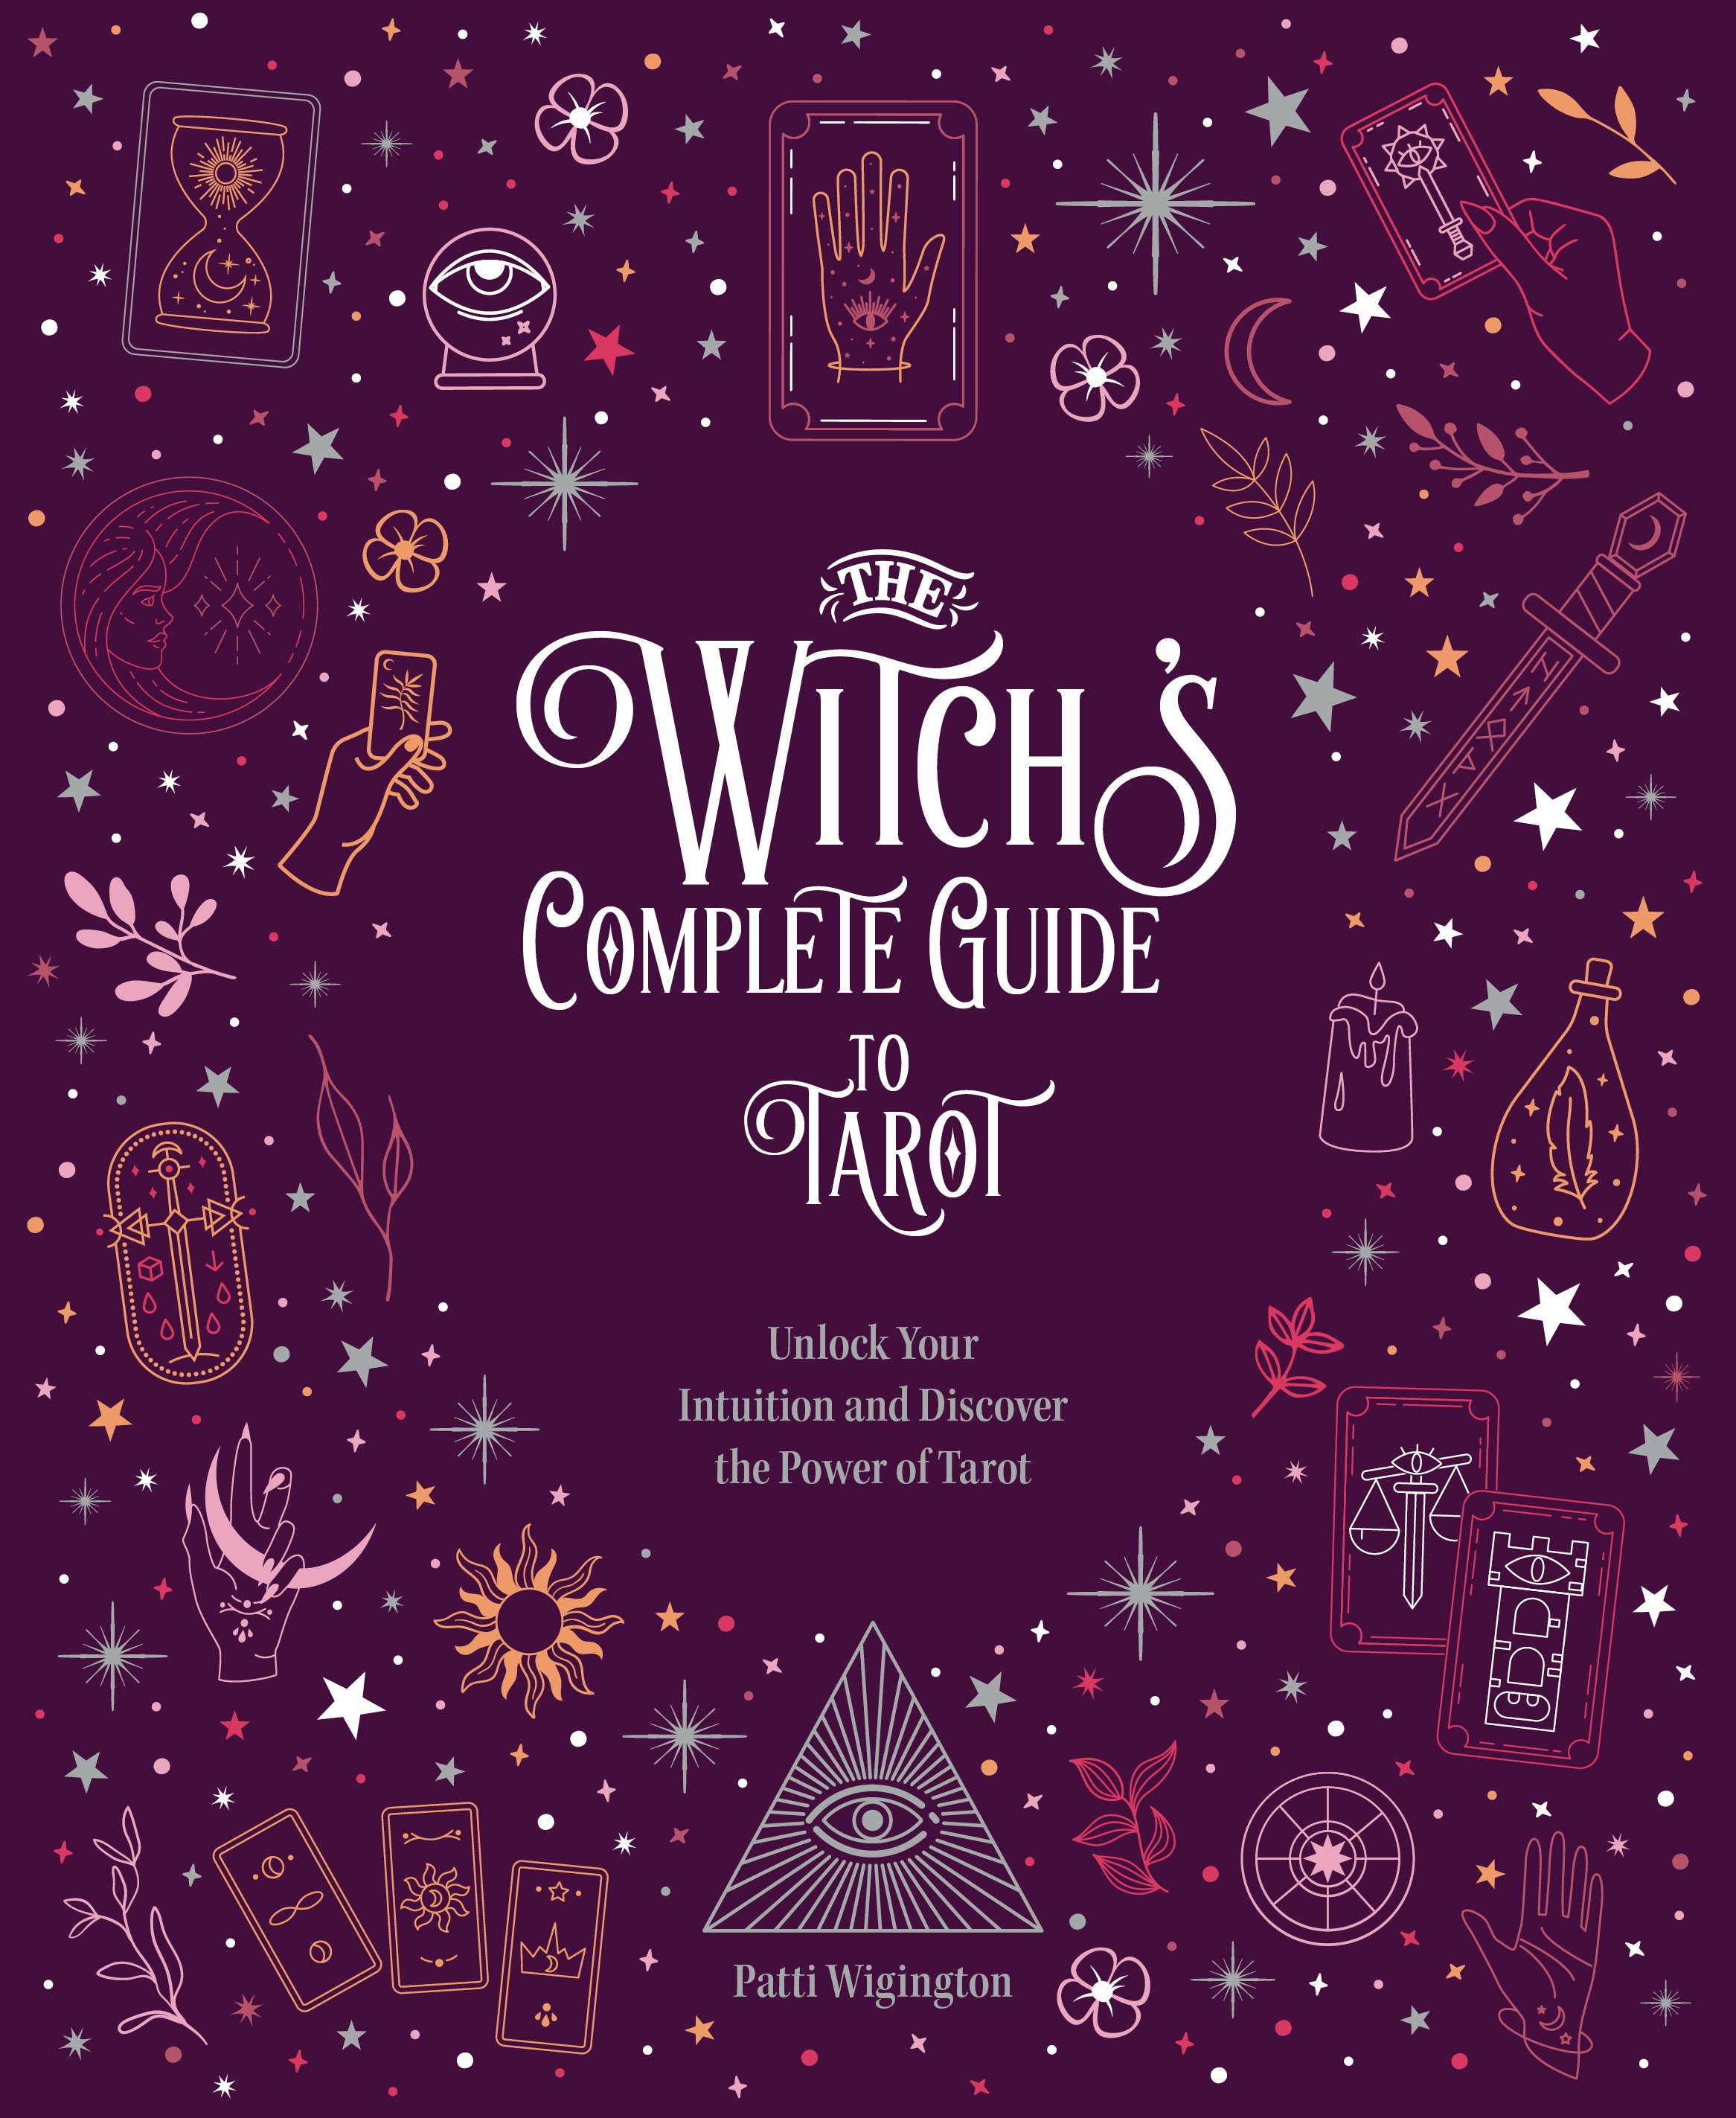 THE
WITCH'S
COMPLETE GUIDE
TO
TAROT
Unlock Your
Intuition and Discover
the Power of Tarot
Patti Wigington